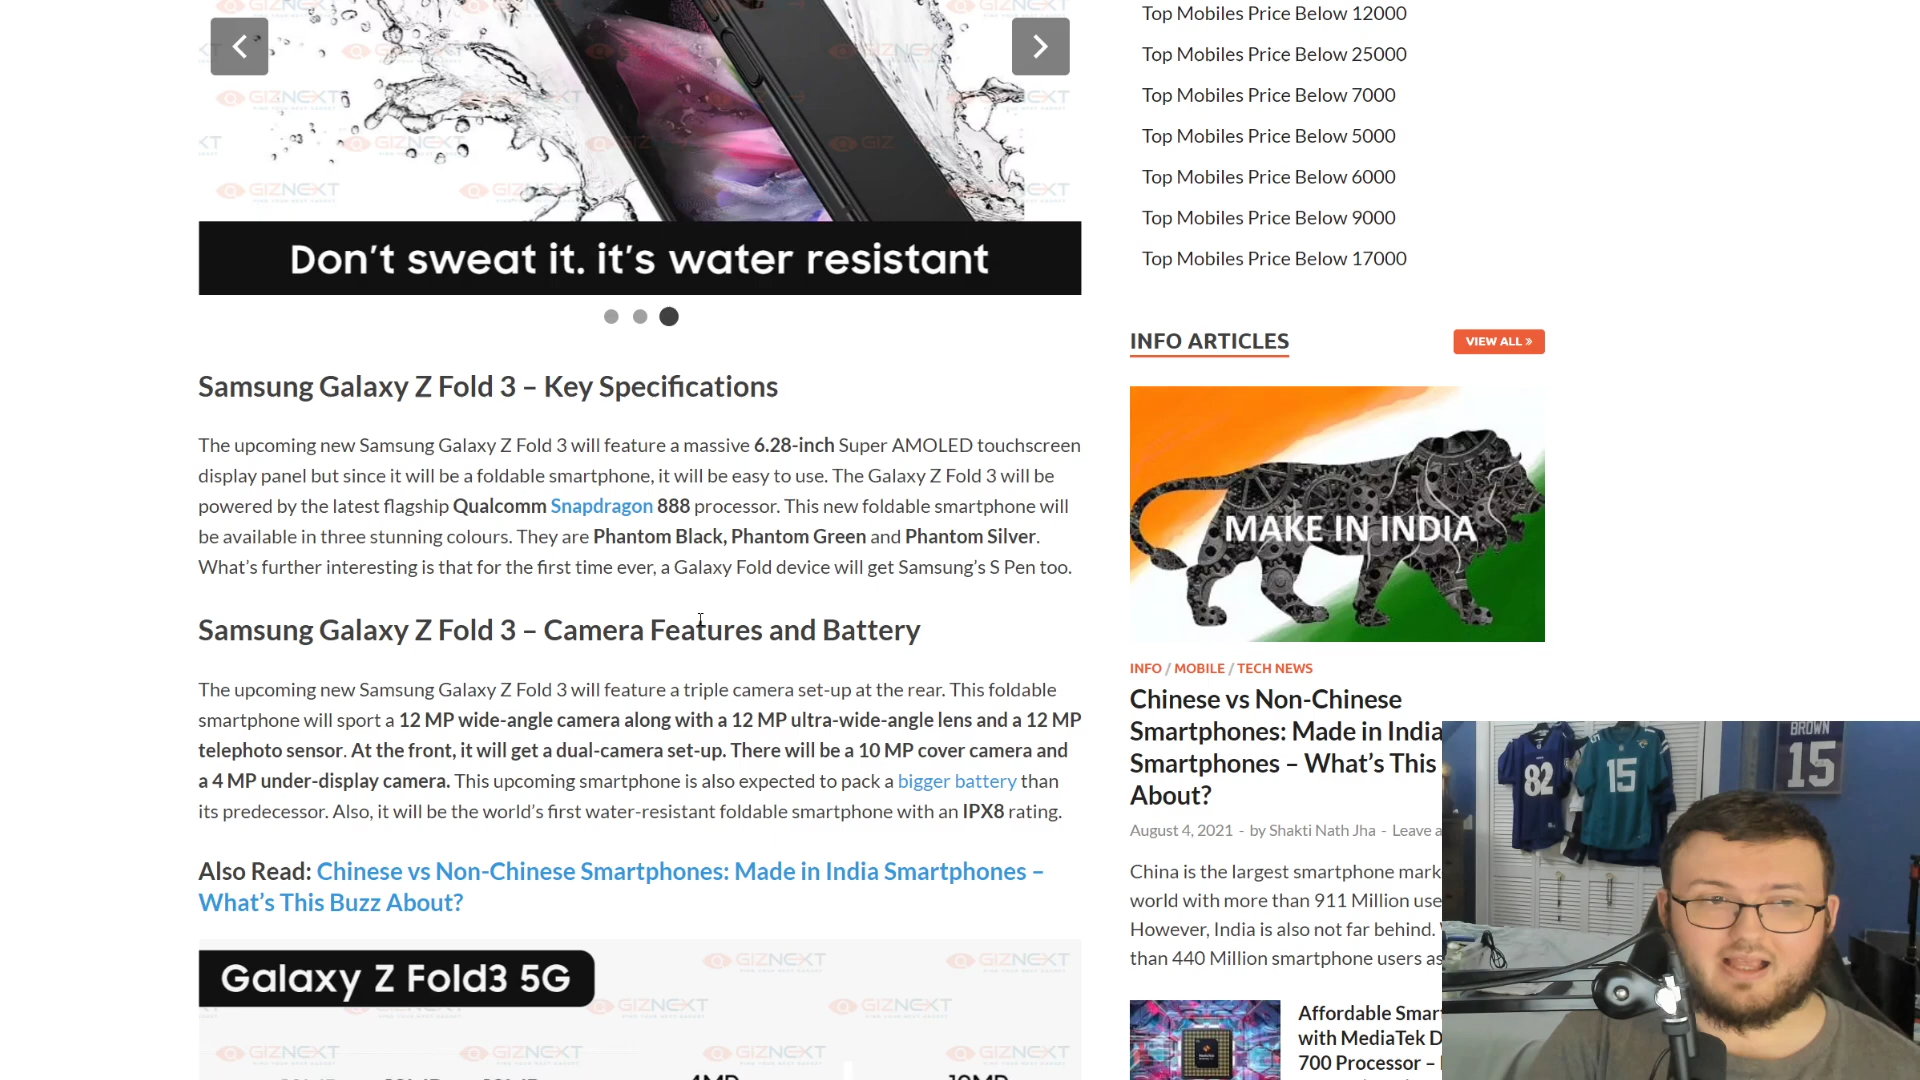 Top Mobiles Price Below 12000
Top Mobiles Price Below 25000
Top Mobiles Price Below 7000
Top Mobiles Price Below 5000
Top Mobiles Price Below 6000
Top Mobiles Price Below 9000
Top Mobiles Price Below 17000
GIZNEXT
Don't sweat it. it's water resistant
Samsung Galaxy Z Fold 3 – Key Specifications
The upcoming new Samsung Galaxy Z Fold 3 will feature a massive 6.28-inch Super AMOLED touchscreen
display panel but since it will be a foldable smartphone, it will be easy to use. The Galaxy Z Fold 3 will be
powered by the latest flagship Qualcomm Snapdragon 888 processor. This new foldable smartphone will
be available in three stunning colours. They are Phantom Black, Phantom Green and Phantom Silver.
What's further interesting is that for the first time ever, a Galaxy Fold device will get Samsung's S Pen too.
Samsung Galaxy Z Fold 3 – Camera Features and Battery
The upcoming new Samsung Galaxy Z Fold 3 will feature a triple camera set-up at the rear. This foldable
smartphone will sport a 12 MP wide-angle camera along with a 12 MP ultra-wide-angle lens and a 12 MP
telephoto sensor. At the front, it will get a dual-camera set-up. There will be a 10 MP cover camera and
a 4 MP under-display camera. This upcoming smartphone is also expected to pack a bigger battery than
its predecessor. Also, it will be the world's first water-resistant foldable smartphone with an IPX8 rating.
Also Read: Chinese vs Non-Chinese Smartphones: Made in India Smartphones –
What's This Buzz About?
Galaxy Z Fold3 5G
INFO ARTICLES
VIEW ALL »
MAKE IN INDIA
INFO / MOBILE / TECH NEWS
Chinese vs Non-Chinese
Smartphones: Made in India
Smartphones – What's This
About?
August 4, 2021 - by Shakti Nath Jha - Leave a
China is the largest smartphone mark
world with more than 911 Million use
However, India is also not far behind.
than 440 Million smartphone users as
Affordable Smar
with MediaTek D
700 Processor –
BROWN
15
82
15